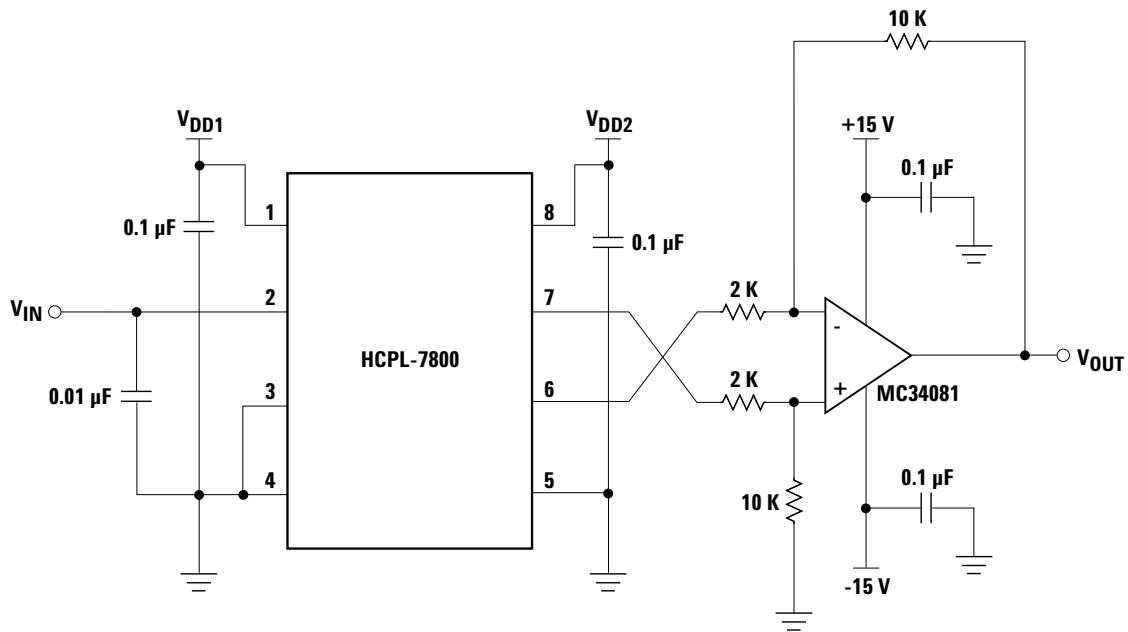 10 K
V_DD1
V_DD2
+15 V
0.1 µF
0.1 µF
0.1 µF
1
8
V_IN
2
7
2 K
HCPL-7800
-
V_OUT
0.01 µF
3
6
2 K
+
MC34081
4
5
10 K
0.1 µF
-15 V